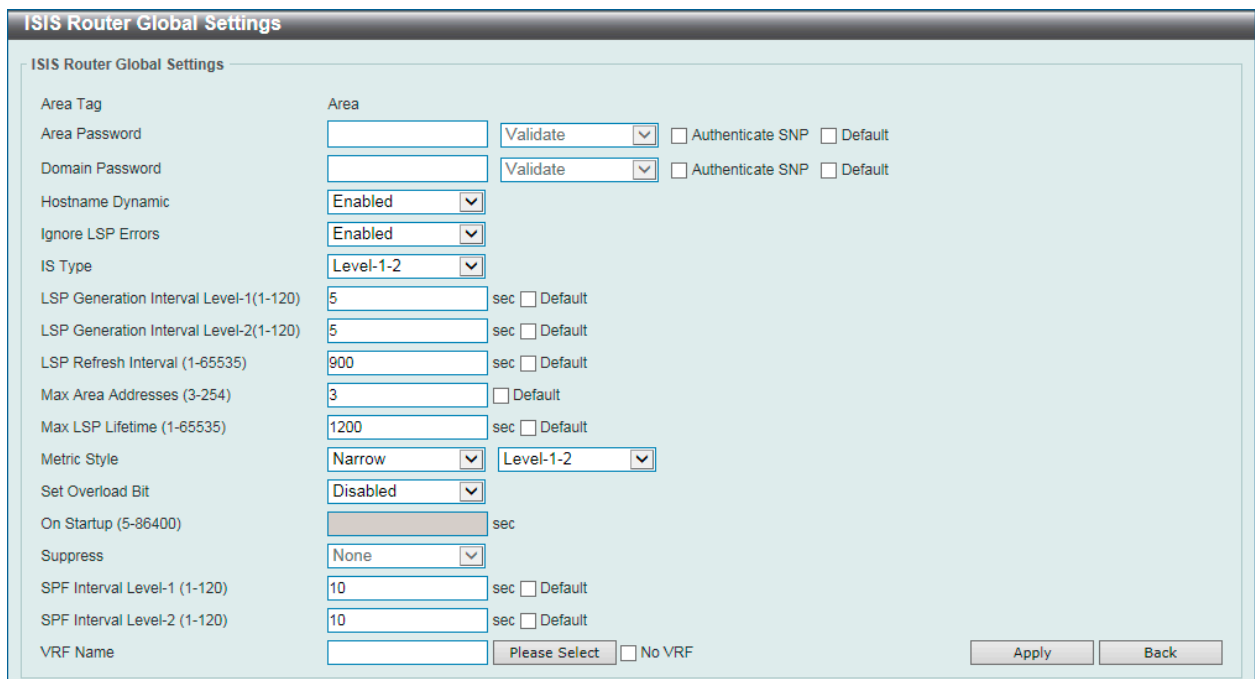 ISIS Router Global Settings
ISIS Router Global Settings
Area Tag Area
Area Password Validate Authenticate SNP Default
Domain Password Validate Authenticate SNP Default
Hostname Dynamic Enabled
Ignore LSP Errors Enabled
IS Type Level-1-2
LSP Generation Interval Level-1(1-120) 5 sec Default
LSP Generation Interval Level-2(1-120) 5 sec Default
LSP Refresh Interval (1-65535) 900 sec Default
Max Area Addresses (3-254) 3 Default
Max LSP Lifetime (1-65535) 1200 sec Default
Metric Style Narrow Level-1-2
Set Overload Bit Disabled
On Startup (5-86400) sec
Suppress None
SPF Interval Level-1 (1-120) 10 sec Default
SPF Interval Level-2 (1-120) 10 sec Default
VRF Name Please Select No VRF Apply Back